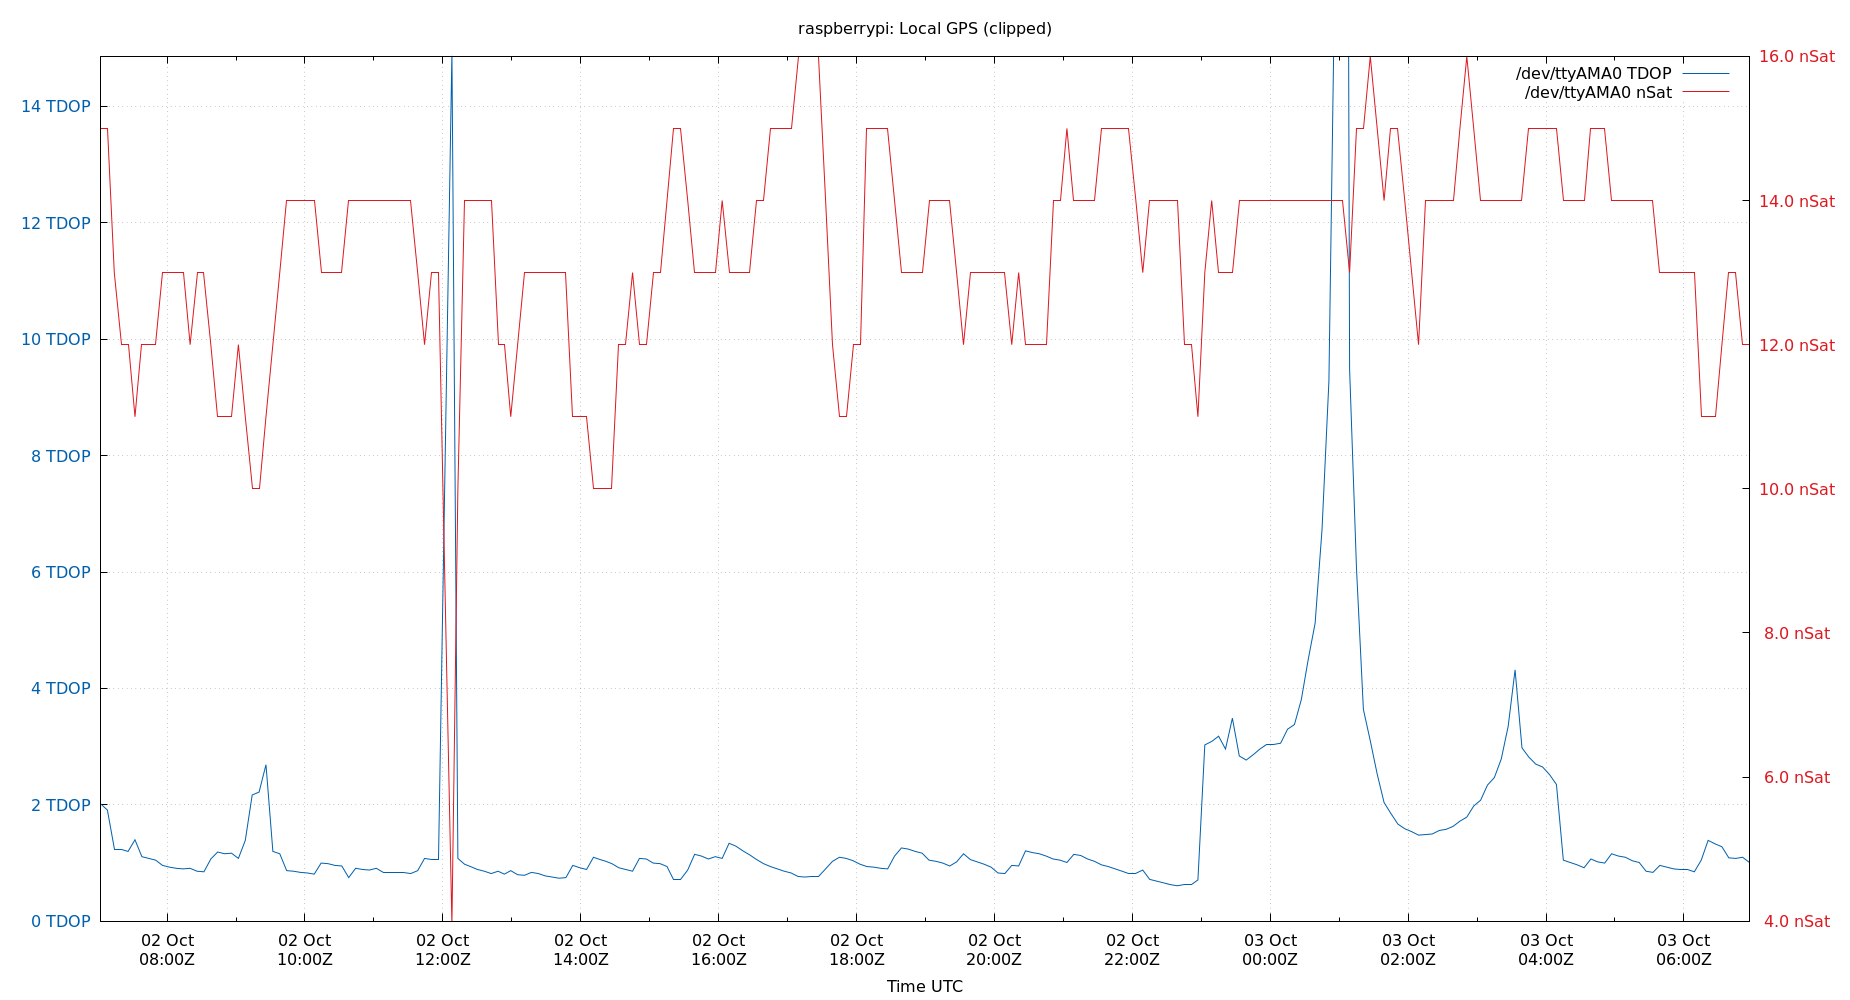 raspberrypi: Local GPS (clipped)
16.0 nSat
/dev/ttyAMA0 TDOP
/dev/ttyAMA0 nSat
14 TDOP
12 TDOP
14.0 nSat
10 TDOP
12.0 nSat
8 TDOP
10.0 nSat
6 TDOP
8.0 nSat
4 TDOP
6.0 nSat
2 TDOP
0 TDOP
4.0 nSat
02 Oct 02 Oct 02 Oct 02 Oct 02 Oct 02 Oct 02 Oct 02 Oct 03 Oct 03 Oct 03 Oct 03 Oct
08:00Z 10:00Z 12:00Z 14:00Z 16:00Z 18:00Z 20:00Z 22:00Z 00:00Z 02:00Z 04:00Z 06:00Z
Time UTC